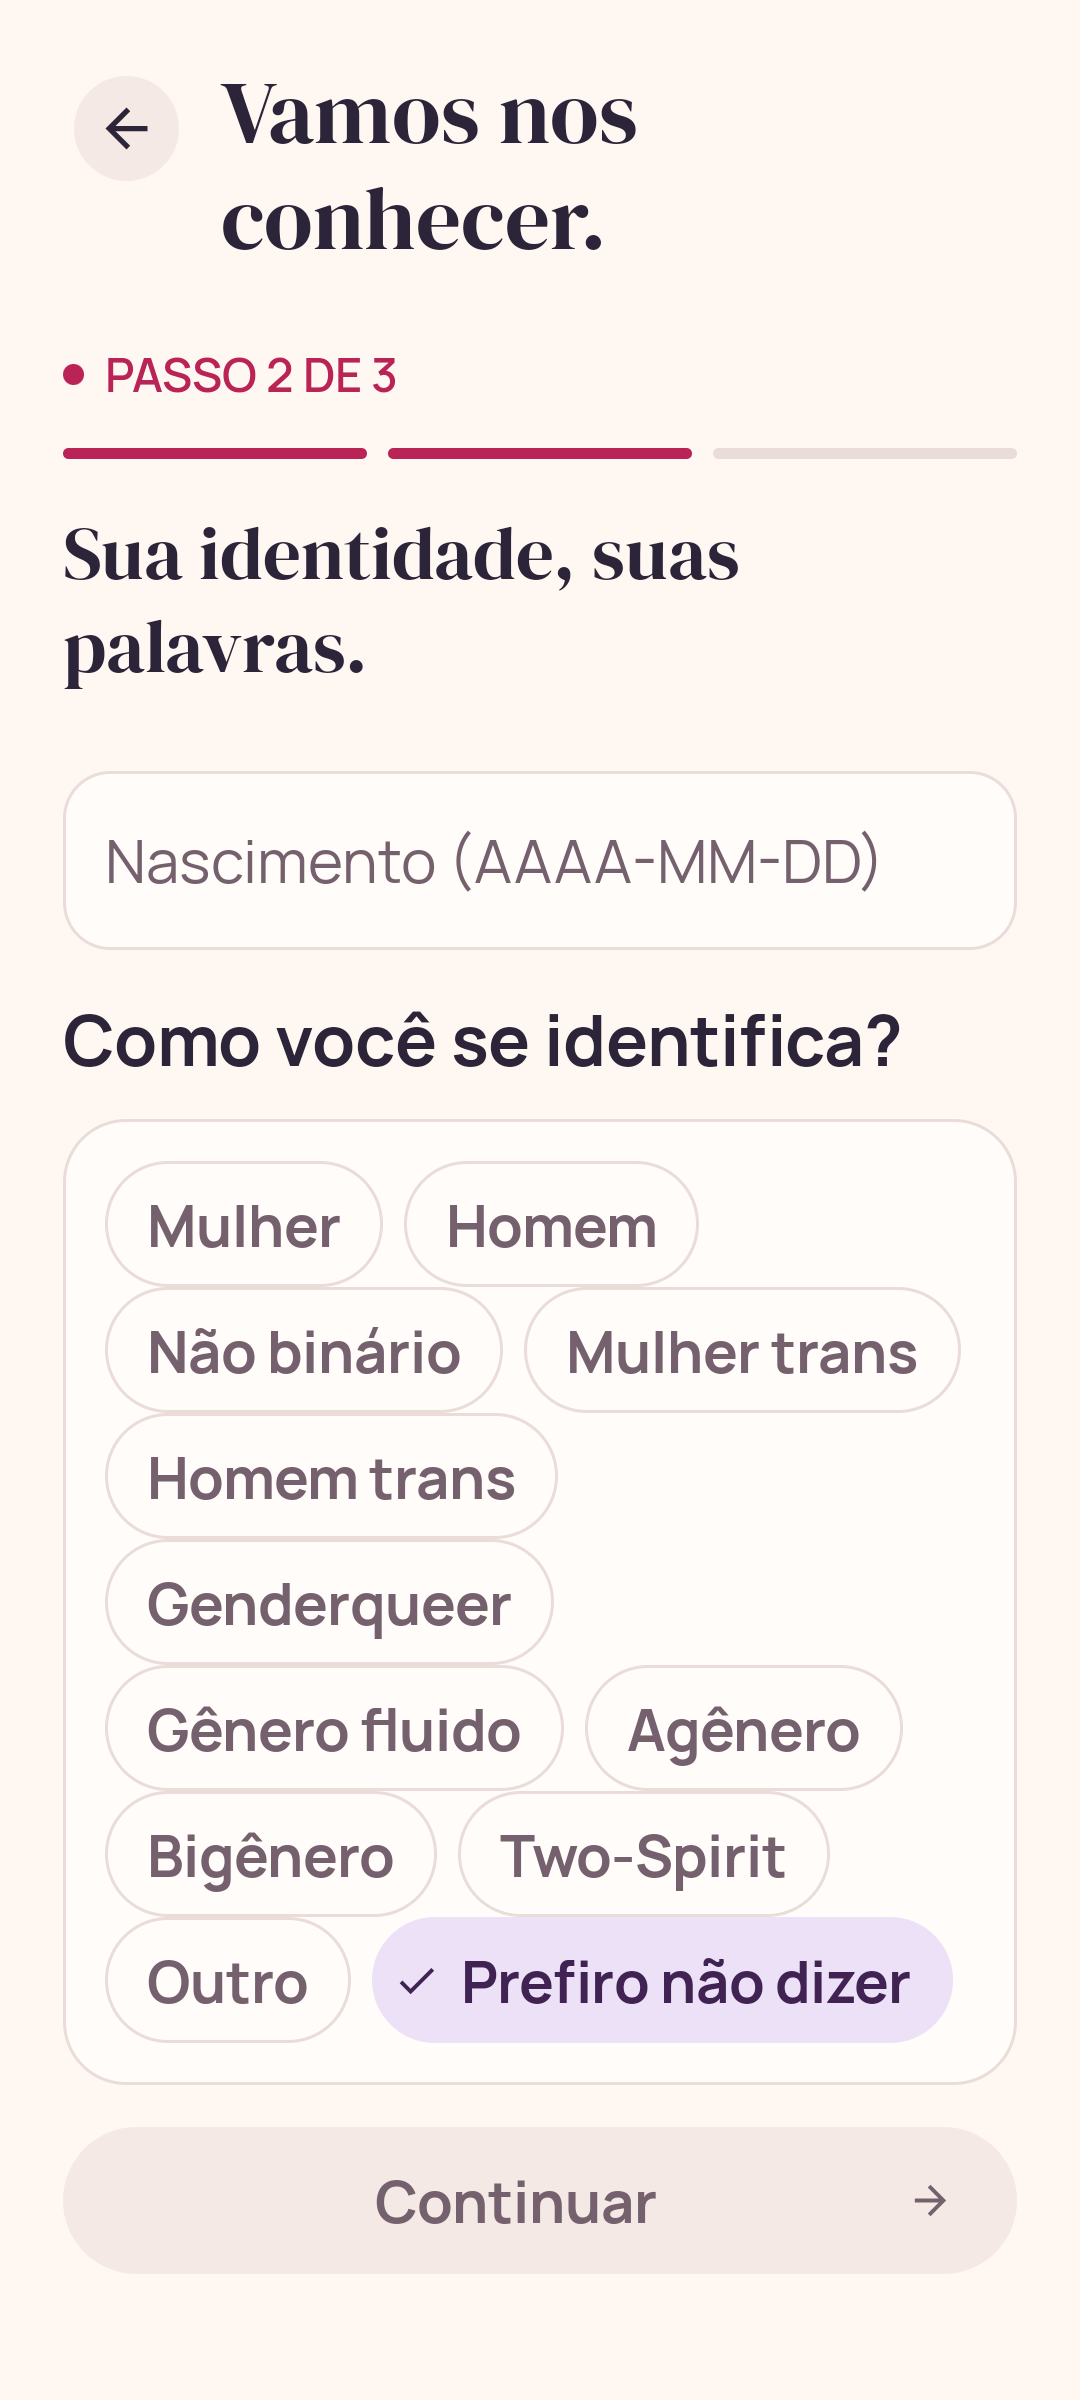 Vamos nos
conhecer.
PASSO 2 DE 3
Sua identidade, suas
palavras.
Nascimento (AAAA-MM-DD)
Como você se identifica?
Mulher Homem
Não binário Mulher trans
Homem trans
Genderqueer
Gênero fluido Agênero
Bigênero Two-Spirit
Outro Prefiro não dizer
Continuar